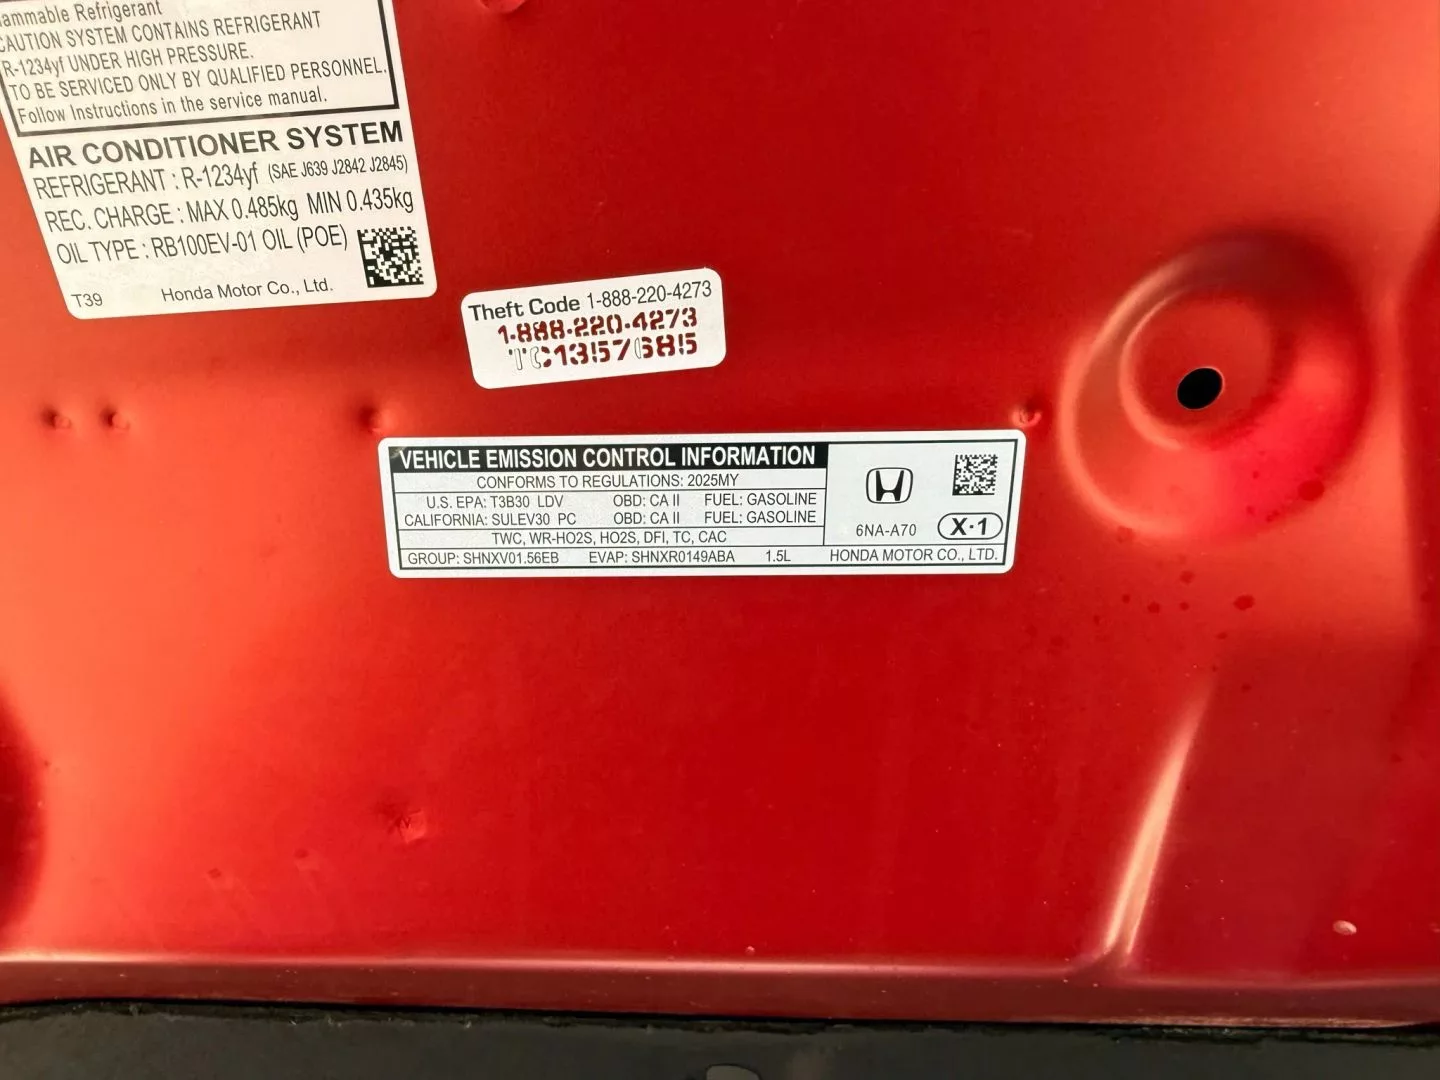 lammable Refrigerant
CAUTION SYSTEM CONTAINS REFRIGERANT
R-1234yf UNDER HIGH PRESSURE.
TO BE SERVICED ONLY BY QUALIFIED PERSONNEL.
Follow Instructions in the service manual.
AIR CONDITIONER SYSTEM
REFRIGERANT : R-1234yf (SAE J639 J2842 J2845)
REC. CHARGE : MAX 0.485kg MIN 0.435kg
OIL TYPE : RB100EV-01 OIL (POE)
T39 Honda Motor Co., Ltd.
Theft Code 1-888-220-4273
1-888-220-4273
TC1357685
VEHICLE EMISSION CONTROL INFORMATION
CONFORMS TO REGULATIONS: 2025MY
U.S. EPA: T3B30 LDV OBD: CA II FUEL: GASOLINE
CALIFORNIA: SULEV30 PC OBD: CA II FUEL: GASOLINE
TWC, WR-HO2S, HO2S, DFI, TC, CAC
GROUP: SHNXV01.56EB EVAP: SHNXR0149ABA 1.5L
6NA-A70 X-1
HONDA MOTOR CO., LTD.